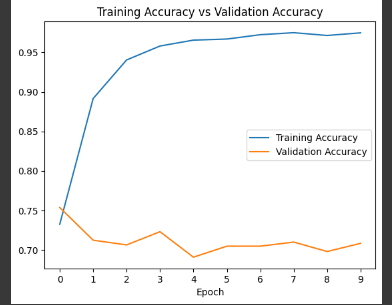 Training Accuracy vs Validation Accuracy
0.95
0.90
0.85
0.80
0.75
0.70
Training Accuracy
Validation Accuracy
0 1 2 3 4 5 6 7 8 9
Epoch